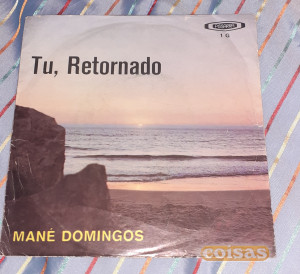 Tu, Retornado
MANÉ DOMINGOS
coisas